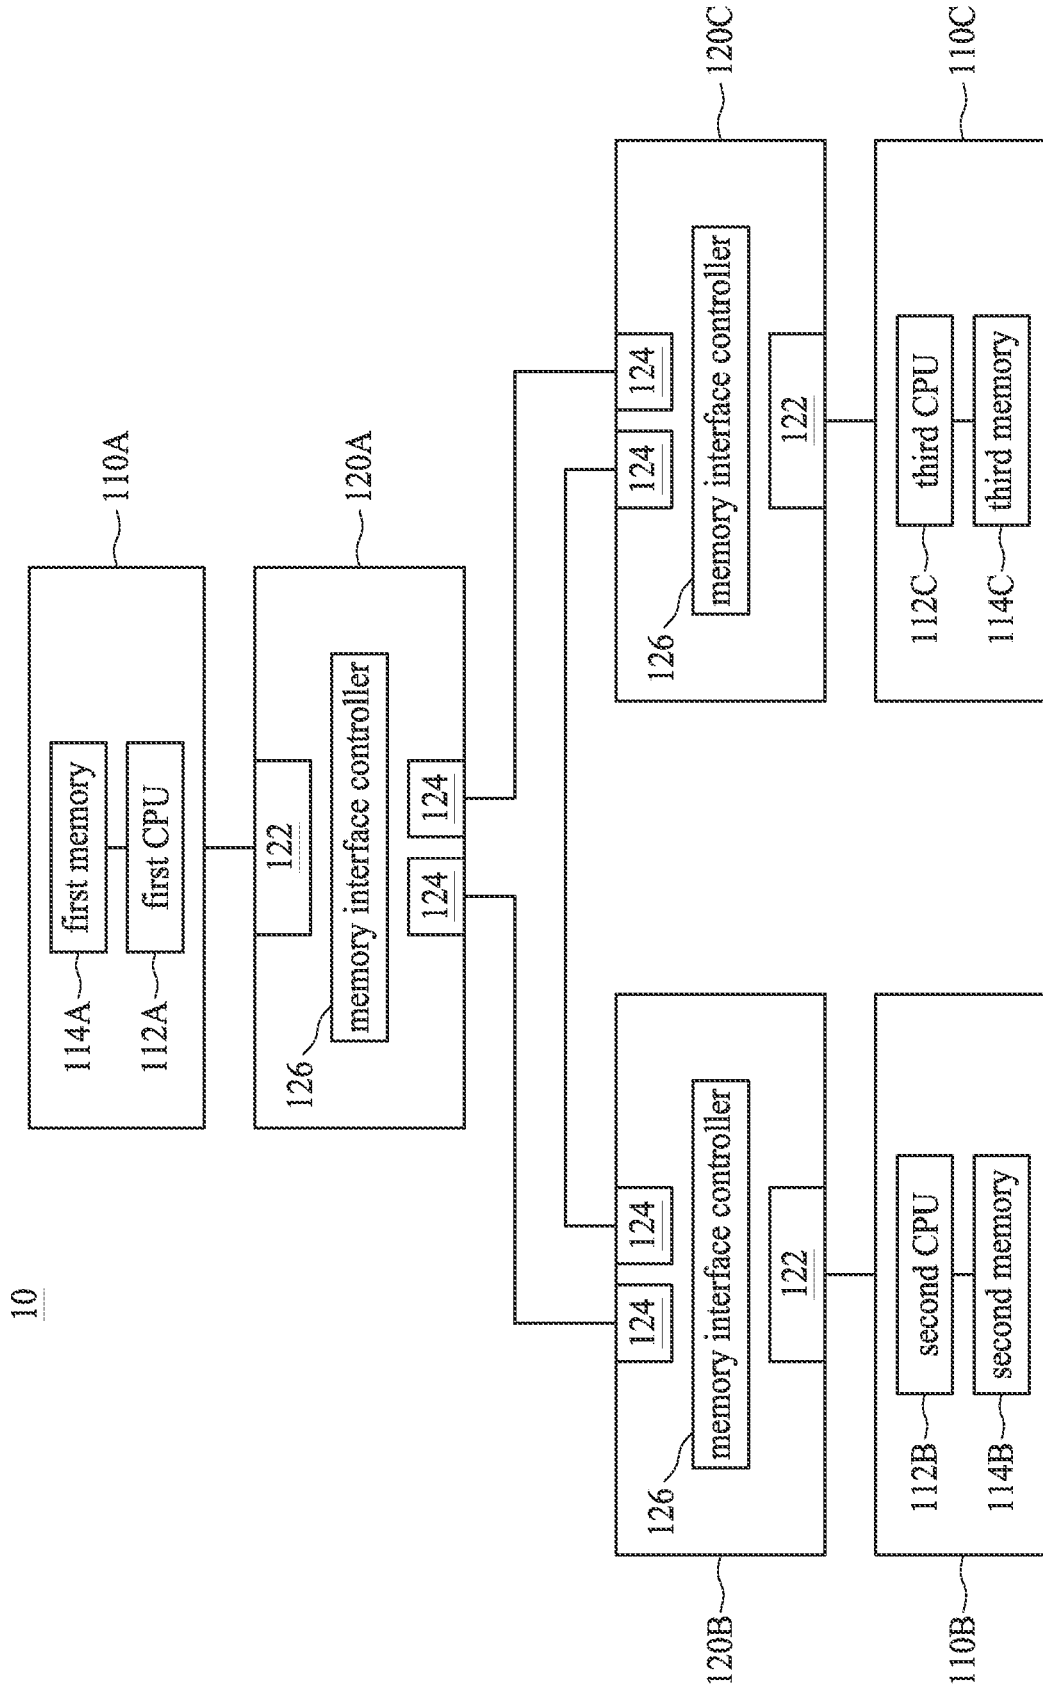 10
114A
first memory
110A
112A
first CPU
122
120A
126
memory interface controller
124
124
124
124
124
124
120B
126
memory interface controller
126
memory interface controller
120C
122
122
110B
112B
second CPU
112C
third CPU
110C
114B
second memory
114C
third memory